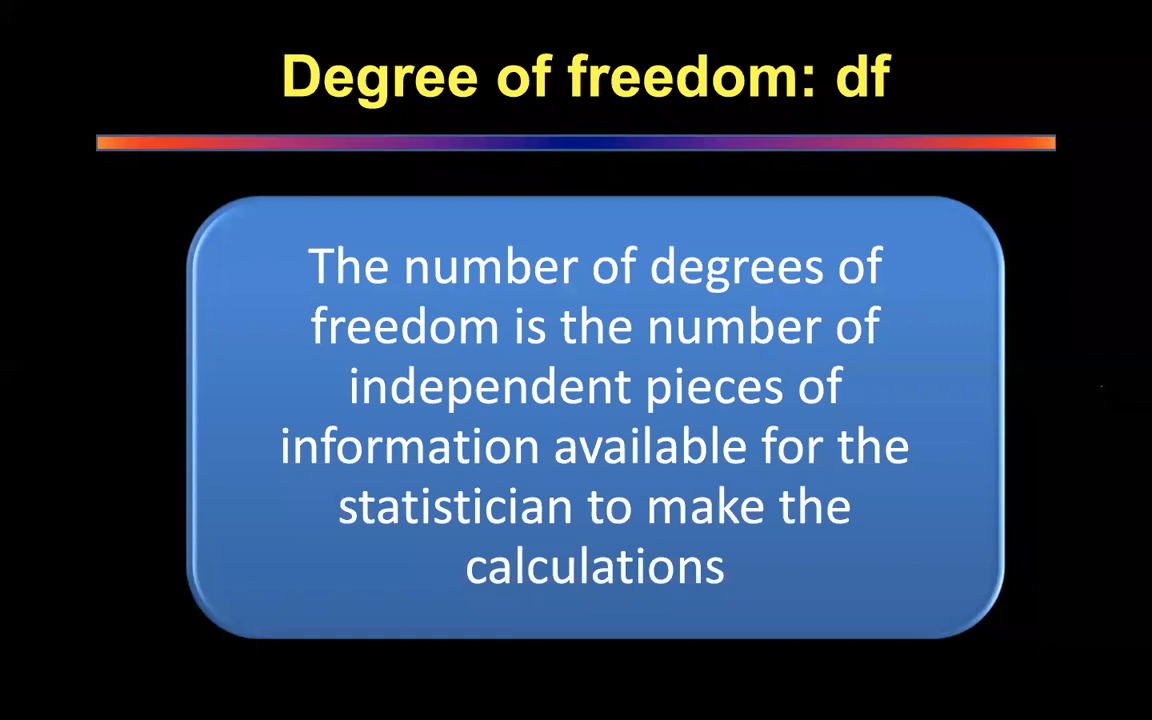 Degree of freedom: df
The number of degrees of
freedom is the number of
independent pieces of
information available for the
statistician to make the
calculations